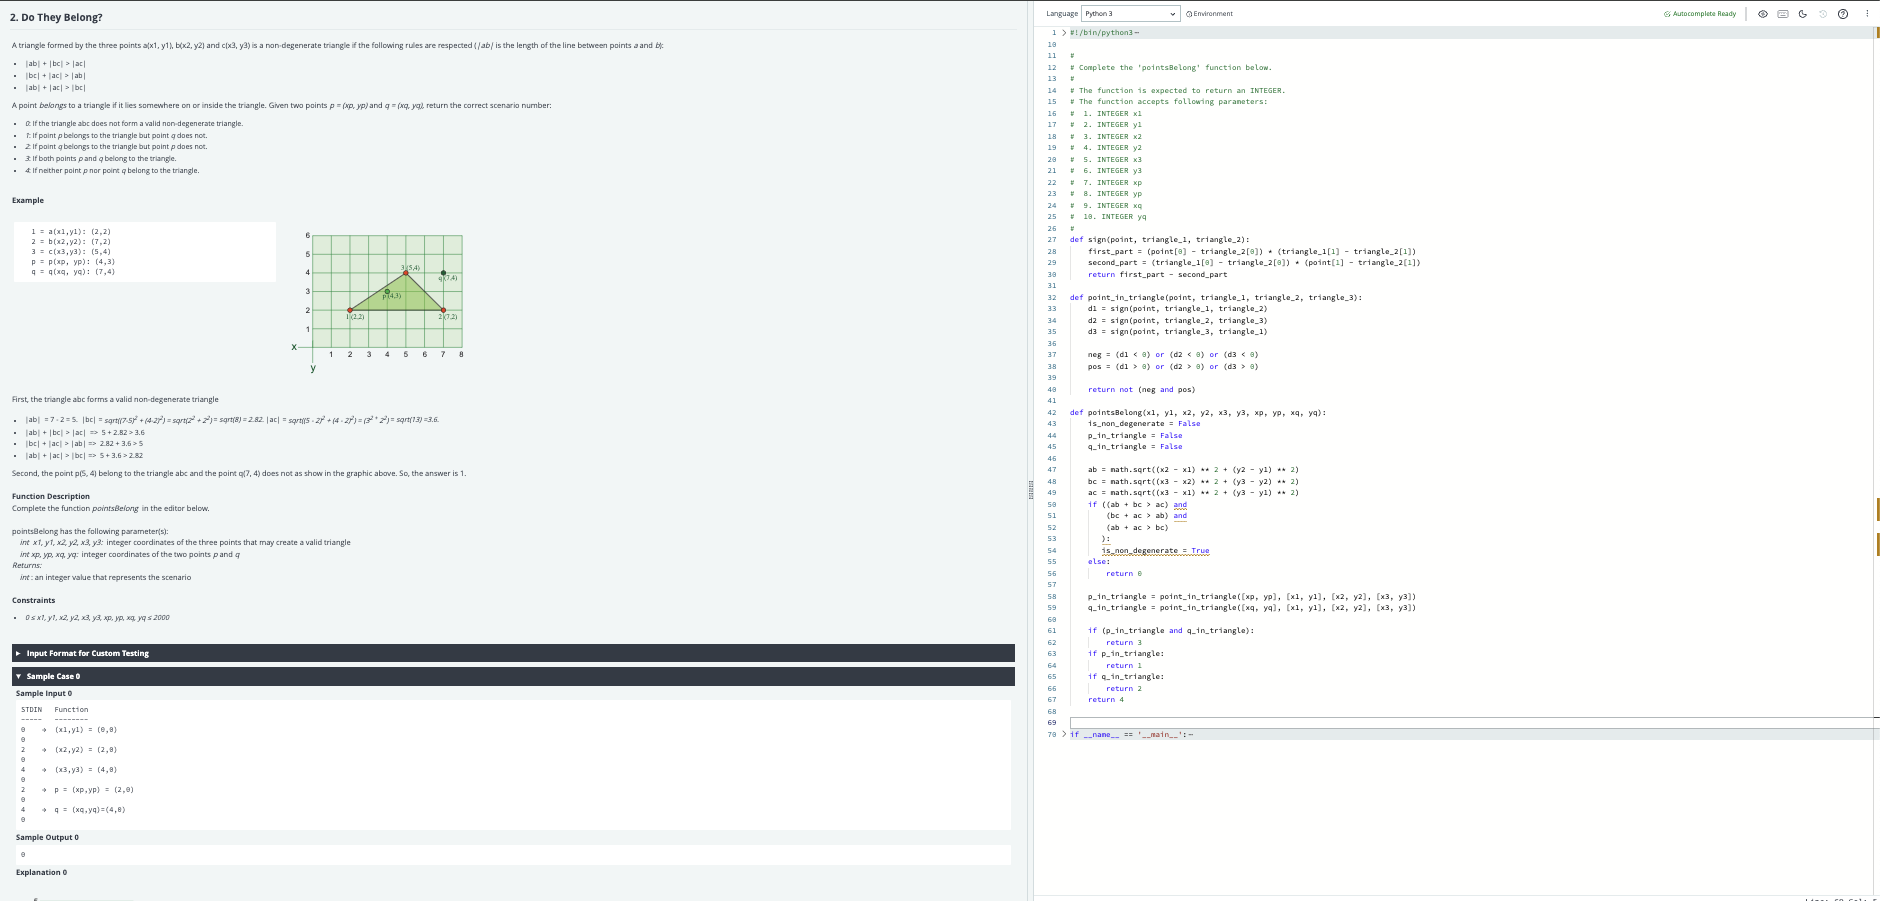 2. Do They Belong?
A triangle formed by the three points a(x1, y1), b(x2, y2) and c(x3, y3) is a non-degenerate triangle if the following rules are respected (|ab| is the length of the line between points a and b):
• |ab| + |bc| > |ac|
• |bc| + |ac| > |ab|
• |ab| + |ac| > |bc|
A point belongs to a triangle if it lies somewhere on or inside the triangle. Given two points p = (xp, yp) and q = (xq, yq), return the correct scenario number:
• 0: If the triangle abc does not form a valid non-degenerate triangle.
• 1: If point p belongs to the triangle but point q does not.
• 2: If point q belongs to the triangle but point p does not.
• 3: If both points p and q belong to the triangle.
• 4: If neither point p nor point q belong to the triangle.
Example
1 = a(x1,y1): (2,2)
2 = b(x2,y2): (7,2)
3 = c(x3,y3): (5,4)
p = p(xp, yp): (4,3)
q = q(xq, yq): (7,4)
6
5
4
3
2
1
3 (5,4)
q (7,4)
p (4,3)
1 (2,2)
2 (7,2)
X
1 2 3 4 5 6 7 8
y
First, the triangle abc forms a valid non-degenerate triangle
• |ab| = 7 - 2 = 5. |bc| = sqrt((7-5)² + (4-2)²) = sqrt(2² + 2²) = sqrt(8) = 2.82. |ac| = sqrt((5 - 2)² + (4 - 2)²) = (3² + 2²) = sqrt(13) =3.6.
• |ab| + |bc| > |ac| => 5 + 2.82 > 3.6
• |bc| + |ac| > |ab| => 2.82 + 3.6 > 5
• |ab| + |ac| > |bc| => 5 + 3.6 > 2.82
Second, the point p(5, 4) belong to the triangle abc and the point q(7, 4) does not as show in the graphic above. So, the answer is 1.
Function Description
Complete the function pointsBelong in the editor below.
pointsBelong has the following parameter(s):
int x1, y1, x2, y2, x3, y3: integer coordinates of the three points that may create a valid triangle
int xp, yp, xq, yq: integer coordinates of the two points p and q
Returns:
int : an integer value that represents the scenario
Constraints
• 0 ≤ x1, y1, x2, y2, x3, y3, xp, yp, xq, yq ≤ 2000
▶ Input Format for Custom Testing
▼ Sample Case 0
Sample Input 0
STDIN Function
----- --------
0 → (x1,y1) = (0,0)
0
2 → (x2,y2) = (2,0)
0
4 → (x3,y3) = (4,0)
0
2 → p = (xp,yp) = (2,0)
0
4 → q = (xq,yq)=(4,0)
0
Sample Output 0
0
Explanation 0
Language Python 3 Environment Autocomplete Ready
1 #!/bin/python3
10
11 #
12 # Complete the 'pointsBelong' function below.
13 #
14 # The function is expected to return an INTEGER.
15 # The function accepts following parameters:
16 # 1. INTEGER x1
17 # 2. INTEGER y1
18 # 3. INTEGER x2
19 # 4. INTEGER y2
20 # 5. INTEGER x3
21 # 6. INTEGER y3
22 # 7. INTEGER xp
23 # 8. INTEGER yp
24 # 9. INTEGER xq
25 # 10. INTEGER yq
26 #
27 def sign(point, triangle_1, triangle_2):
28 first_part = (point[0] - triangle_2[0]) * (triangle_1[1] - triangle_2[1])
29 second_part = (triangle_1[0] - triangle_2[0]) * (point[1] - triangle_2[1])
30 return first_part - second_part
31
32 def point_in_triangle(point, triangle_1, triangle_2, triangle_3):
33 d1 = sign(point, triangle_1, triangle_2)
34 d2 = sign(point, triangle_2, triangle_3)
35 d3 = sign(point, triangle_3, triangle_1)
36
37 neg = (d1 < 0) or (d2 < 0) or (d3 < 0)
38 pos = (d1 > 0) or (d2 > 0) or (d3 > 0)
39
40 return not (neg and pos)
41
42 def pointsBelong(x1, y1, x2, y2, x3, y3, xp, yp, xq, yq):
43 is_non_degenerate = False
44 p_in_triangle = False
45 q_in_triangle = False
46
47 ab = math.sqrt((x2 - x1) ** 2 + (y2 - y1) ** 2)
48 bc = math.sqrt((x3 - x2) ** 2 + (y3 - y2) ** 2)
49 ac = math.sqrt((x3 - x1) ** 2 + (y3 - y1) ** 2)
50 if ((ab + bc > ac) and
51 (bc + ac > ab) and
52 (ab + ac > bc)
53 ):
54 is_non_degenerate = True
55 else:
56 return 0
57
58 p_in_triangle = point_in_triangle([xp, yp], [x1, y1], [x2, y2], [x3, y3])
59 q_in_triangle = point_in_triangle([xq, yq], [x1, y1], [x2, y2], [x3, y3])
60
61 if (p_in_triangle and q_in_triangle):
62 return 3
63 if p_in_triangle:
64 return 1
65 if q_in_triangle:
66 return 2
67 return 4
68
69
70 if __name__ == '__main__':